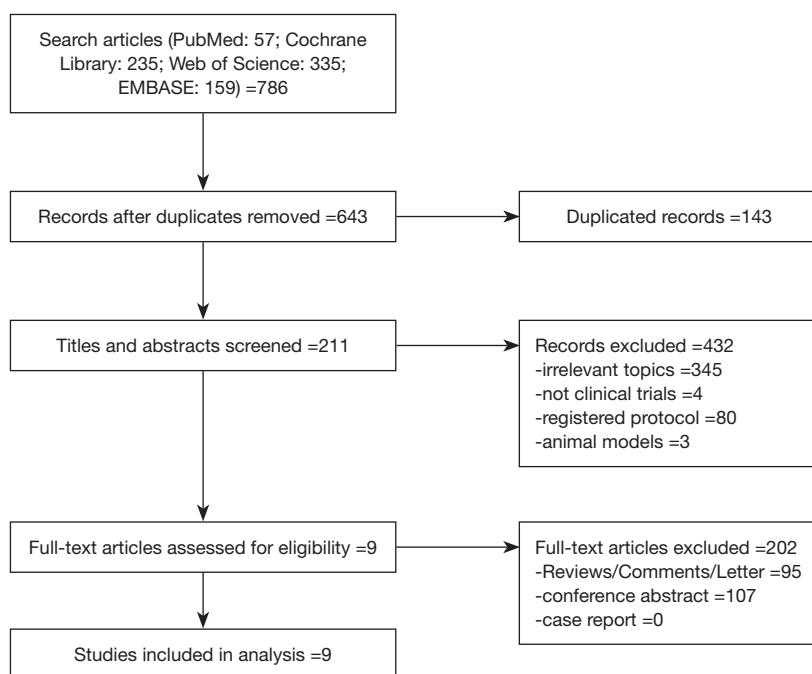 Search articles (PubMed: 57; Cochrane
Library: 235; Web of Science: 335;
EMBASE: 159) =786
Records after duplicates removed =643
Duplicated records =143
Titles and abstracts screened =211
Records excluded =432
-irrelevant topics =345
-not clinical trials =4
-registered protocol =80
-animal models =3
Full-text articles assessed for eligibility =9
Full-text articles excluded =202
-Reviews/Comments/Letter =95
-conference abstract =107
-case report =0
Studies included in analysis =9